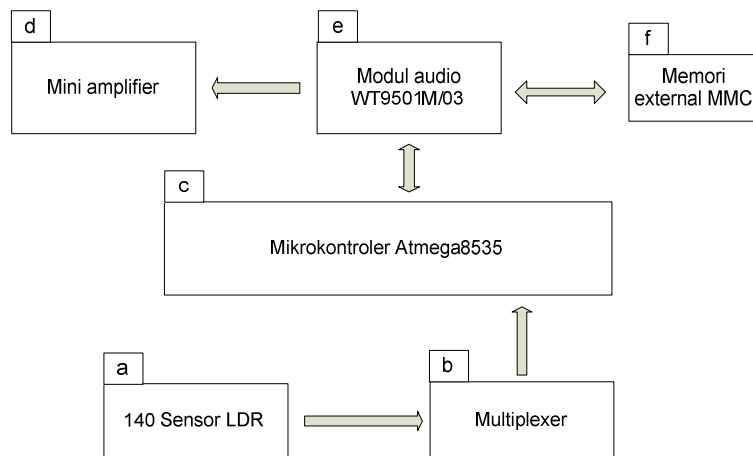 d
Mini amplifier
e
Modul audio
WT9501M/03
f
Memori
external MMC
c
Mikrokontroler Atmega8535
a
140 Sensor LDR
b
Multiplexer